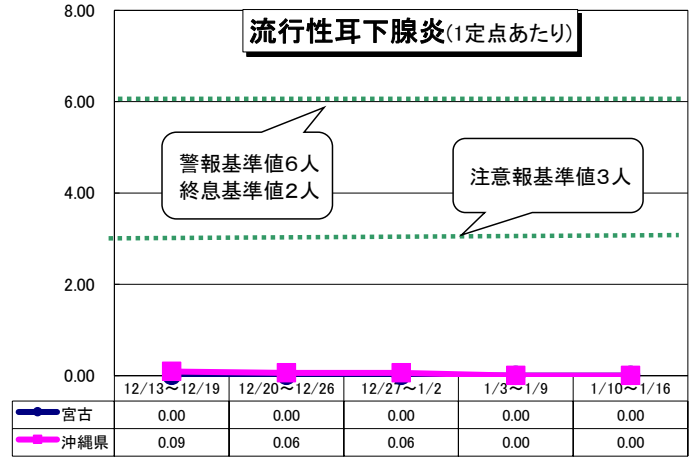 流行性耳下腺炎(1定点あたり)
8.00
6.00
警報基準値6人
終息基準値2人
注意報基準値3人
4.00
2.00
0.00
12/13～12/19 12/20～12/26 12/27～1/2 1/3～1/9 1/10～1/16
宮古 0.00 0.00 0.00 0.00 0.00
沖縄県 0.09 0.06 0.06 0.00 0.00